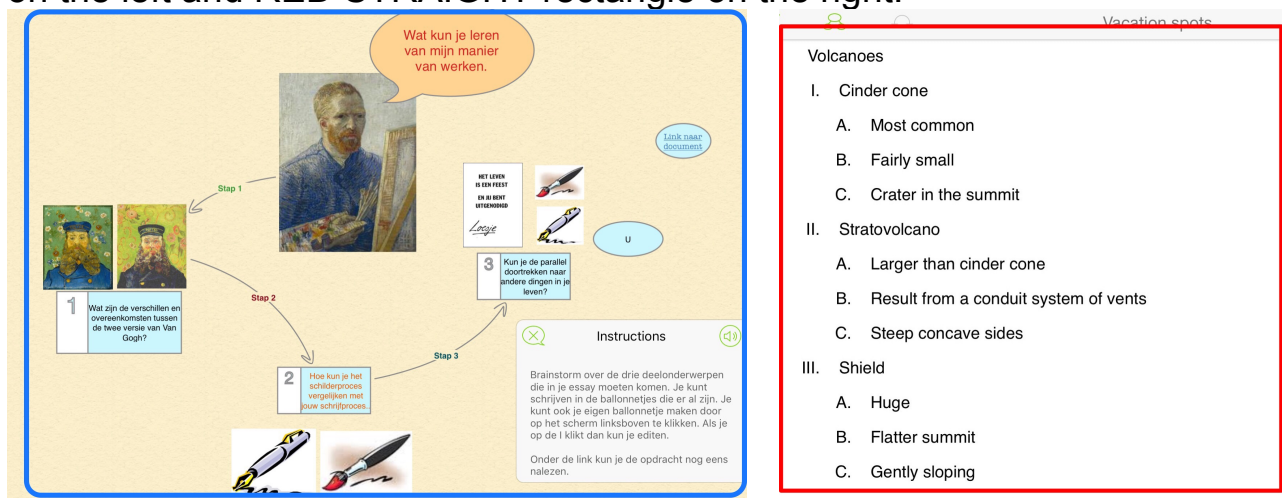 on the left and RED STRAIGHT rectangle on the right.
Wat kun je leren
van mijn manier
van werken.
Link naar
document
Stap 1
HET LEVEN
IS EEN FEEST
EN JIJ BENT
UITGENODIGD
Loesje
U
3
Kun je de parallel
doortrekken naar
andere dingen in je
leven?
1
Wat zijn de verschillen en
overeenkomsten tussen
de twee versie van Van
Gogh?
Stap 2
Stap 3
2
Hoe kun je het
schilderproces
vergelijken met
jouw schrijfproces..
Instructions
Brainstorm over de drie deelonderwerpen
die in je essay moeten komen. Je kunt
schrijven in de ballonnetjes die er al zijn. Je
kunt ook je eigen ballonnetje maken door
op het scherm linksboven te klikken. Als je
op de I klikt dan kun je editen.
Onder de link kun je de opdracht nog eens
nalezen.
Vacation spots
Volcanoes
I. Cinder cone
A. Most common
B. Fairly small
C. Crater in the summit
II. Stratovolcano
A. Larger than cinder cone
B. Result from a conduit system of vents
C. Steep concave sides
III. Shield
A. Huge
B. Flatter summit
C. Gently sloping